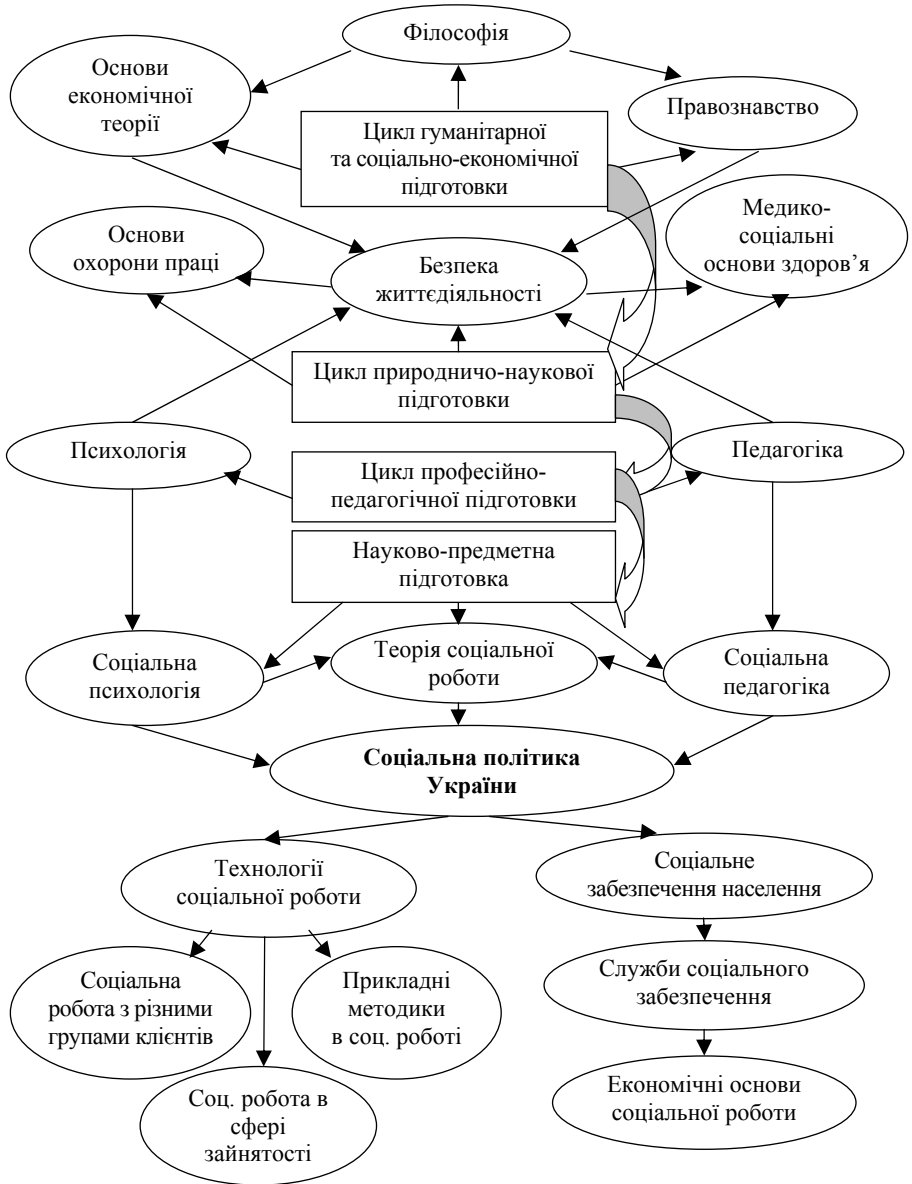 Філософія
Основи
економічної
теорії
Правознавство
Цикл гуманітарної
та соціально-економічної
підготовки
Медико-
соціальні
основи здоров’я
Основи
охорони праці
Безпека
життєдіяльності
Цикл природничо-наукової
підготовки
Психологія
Педагогіка
Цикл професійно-
педагогічної підготовки
Науково-предметна
підготовка
Соціальна
психологія
Теорія соціальної
роботи
Соціальна
педагогіка
Соціальна політика
України
Технології
соціальної роботи
Соціальне
забезпечення населення
Соціальна
робота з різними
групами клієнтів
Прикладні
методики
в соц. роботі
Служби соціального
забезпечення
Соц. робота в
сфері
зайнятості
Економічні основи
соціальної роботи